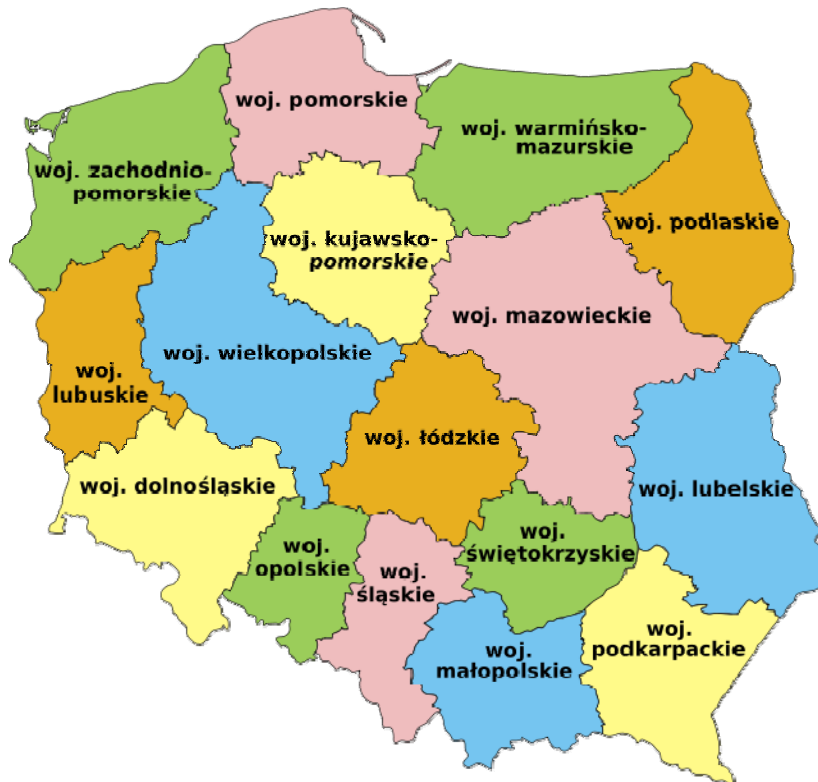 woj. pomorskie
woj. warmińsko-
mazurskie
woj. zachodnio-
pomorskie
woj. podlaskie
woj. kujawsko-
pomorskie
woj. mazowieckie
woj. wielkopolskie
woj.
lubuskie
woj. łódzkie
woj. dolnośląskie
woj. lubelskie
woj.
świętokrzyskie
woj.
opolskie
woj.
śląskie
woj.
podkarpackie
woj.
małopolskie